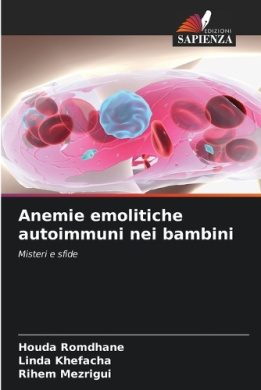 EDIZIONI
SAPIENZA
Anemie emolitiche
autoimmuni nei bambini
Misteri e sfide
Houda Romdhane
Linda Khefacha
Rihem Mezrigui